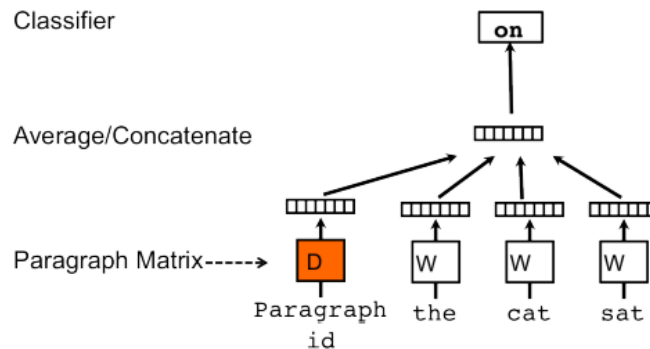 Classifier
on
Average/Concatenate
Paragraph Matrix
D
W
W
W
Paragraph
id
the
cat
sat